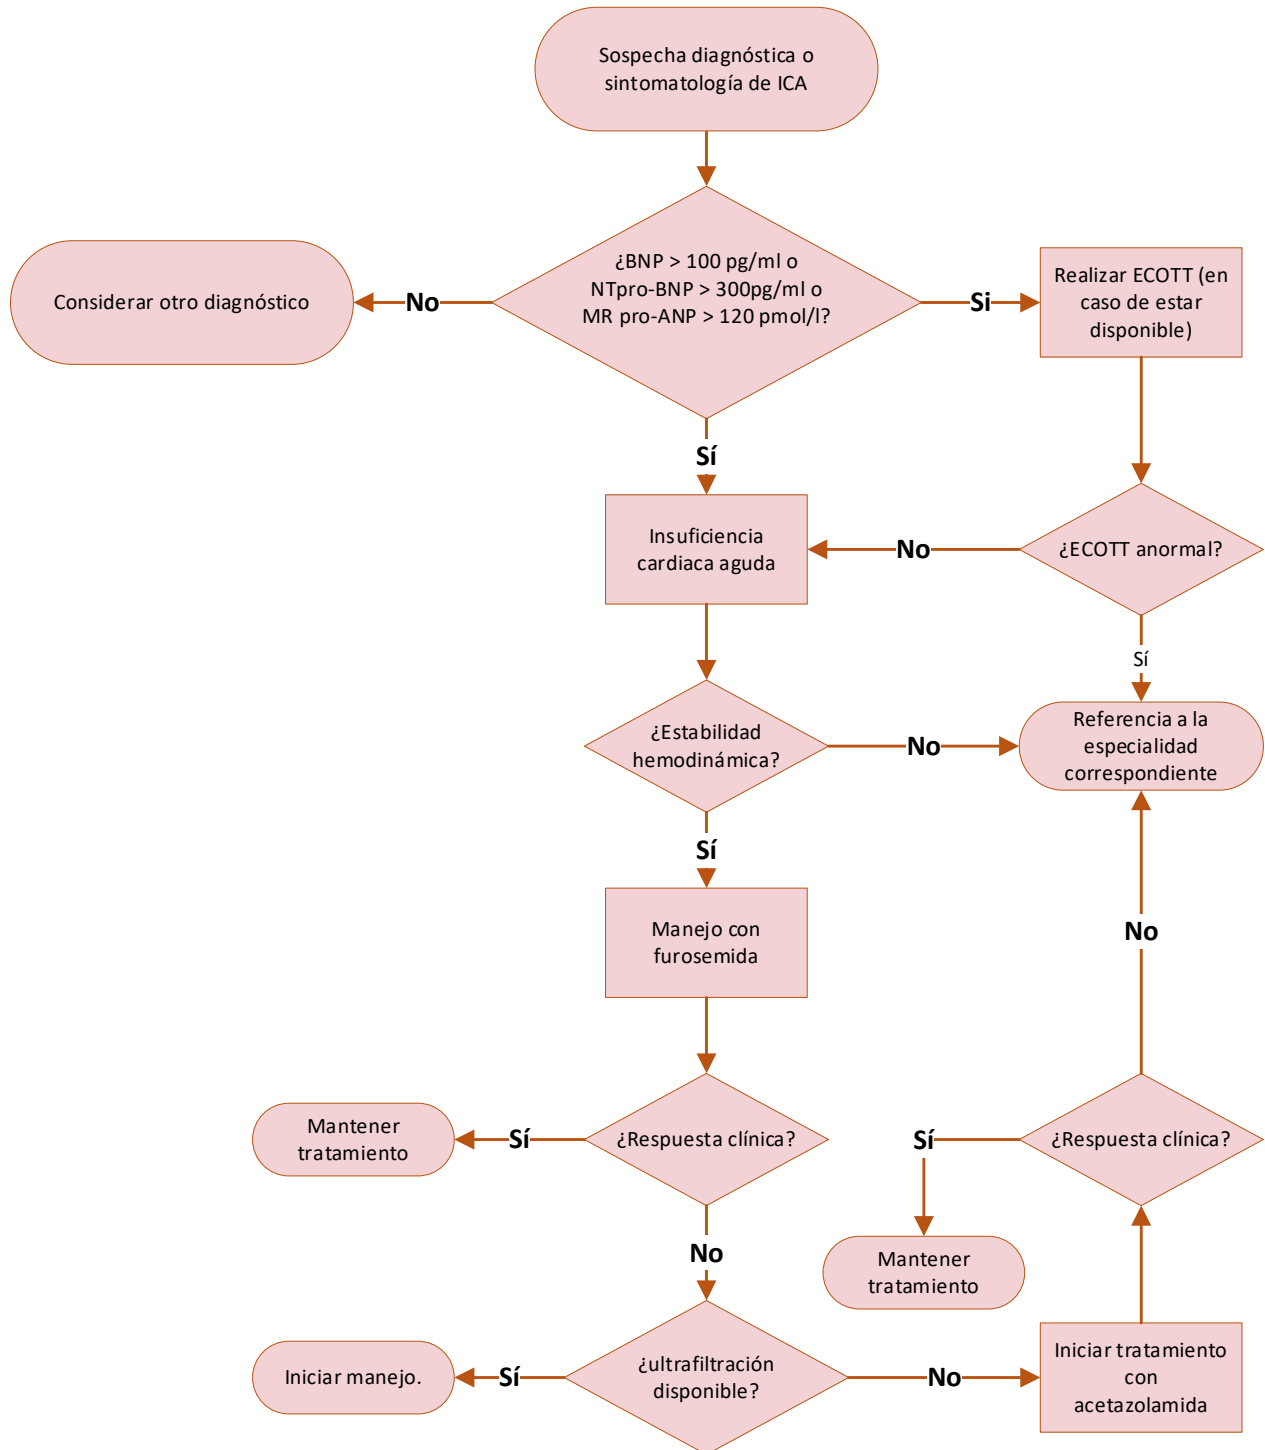 Sospecha diagnóstica o
sintomatología de ICA
¿BNP > 100 pg/ml o
NTpro-BNP > 300pg/ml o
MR pro-ANP > 120 pmol/l?
No
Considerar otro diagnóstico
Si
Realizar ECOTT (en
caso de estar
disponible)
Sí
Insuficiencia
cardiaca aguda
No
¿ECOTT anormal?
Sí
¿Estabilidad
hemodinámica?
No
Referencia a la
especialidad
correspondiente
Sí
Manejo con
furosemida
No
¿Respuesta clínica?
Sí
Mantener
tratamiento
¿Respuesta clínica?
Sí
Mantener
tratamiento
No
¿ultrafiltración
disponible?
Sí
Iniciar manejo.
No
Iniciar tratamiento
con
acetazolamida